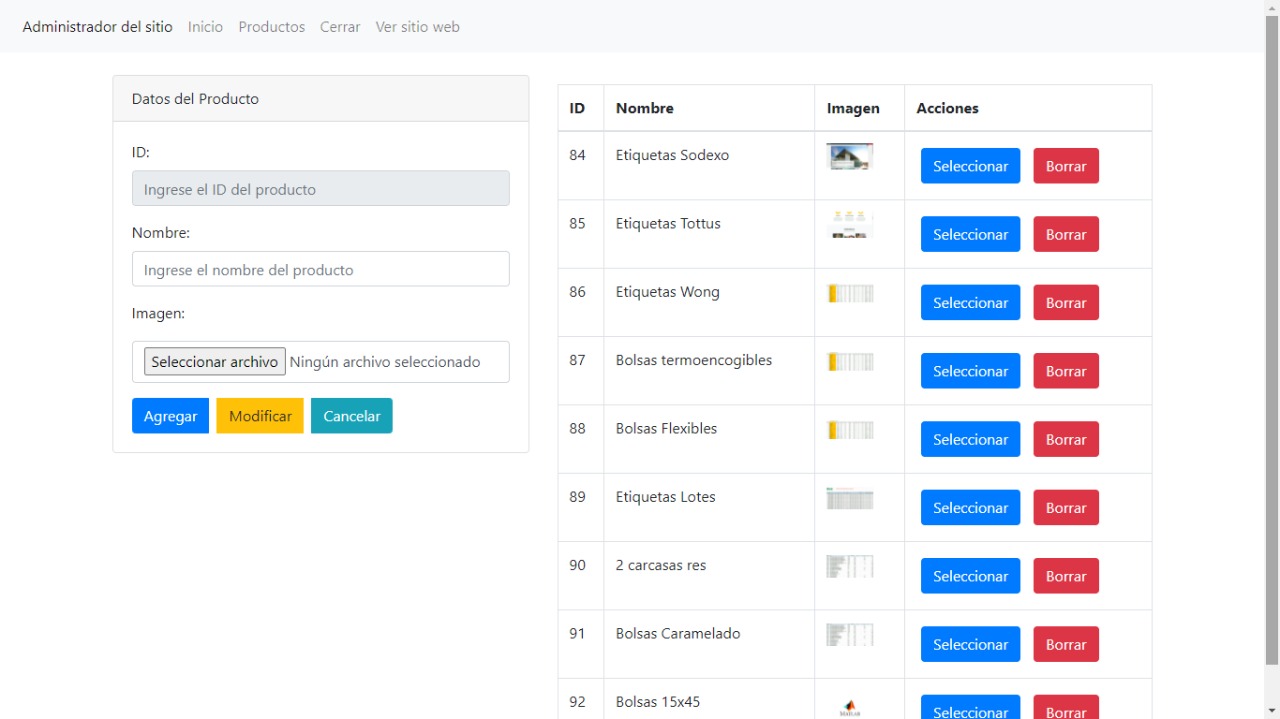 Administrador del sitio Inicio Productos Cerrar Ver sitio web
Datos del Producto
ID:
Ingrese el ID del producto
Nombre:
Ingrese el nombre del producto
Imagen:
Seleccionar archivo Ningún archivo seleccionado
Agregar Modificar Cancelar
ID Nombre Imagen Acciones
84 Etiquetas Sodexo Seleccionar Borrar
85 Etiquetas Tottus Seleccionar Borrar
86 Etiquetas Wong Seleccionar Borrar
87 Bolsas termoencogibles Seleccionar Borrar
88 Bolsas Flexibles Seleccionar Borrar
89 Etiquetas Lotes Seleccionar Borrar
90 2 carcasas res Seleccionar Borrar
91 Bolsas Caramelado Seleccionar Borrar
92 Bolsas 15x45 Seleccionar Borrar